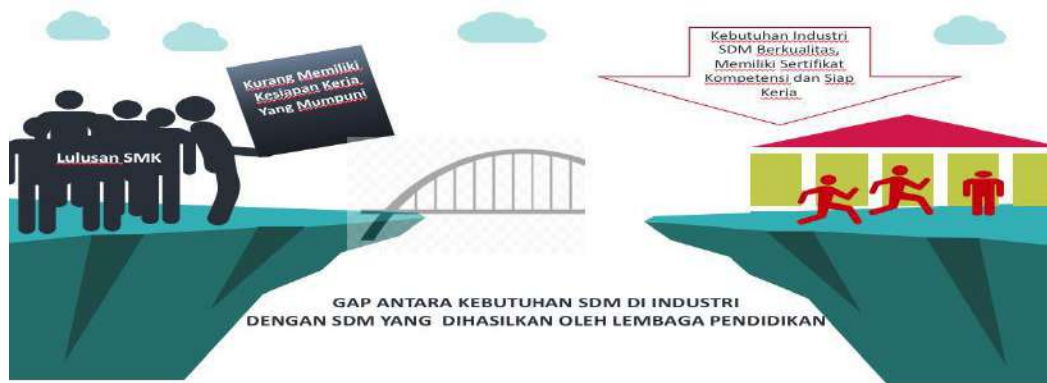 Kurang Memiliki
Kesiapan Kerja
Yang Mumpuni
Lulusan SMK
Kebutuhan Industri
SDM Berkualitas,
Memiliki Sertifikat
Kompetensi dan Siap
Kerja
GAP ANTARA KEBUTUHAN SDM DI INDUSTRI
DENGAN SDM YANG DIHASILKAN OLEH LEMBAGA PENDIDIKAN